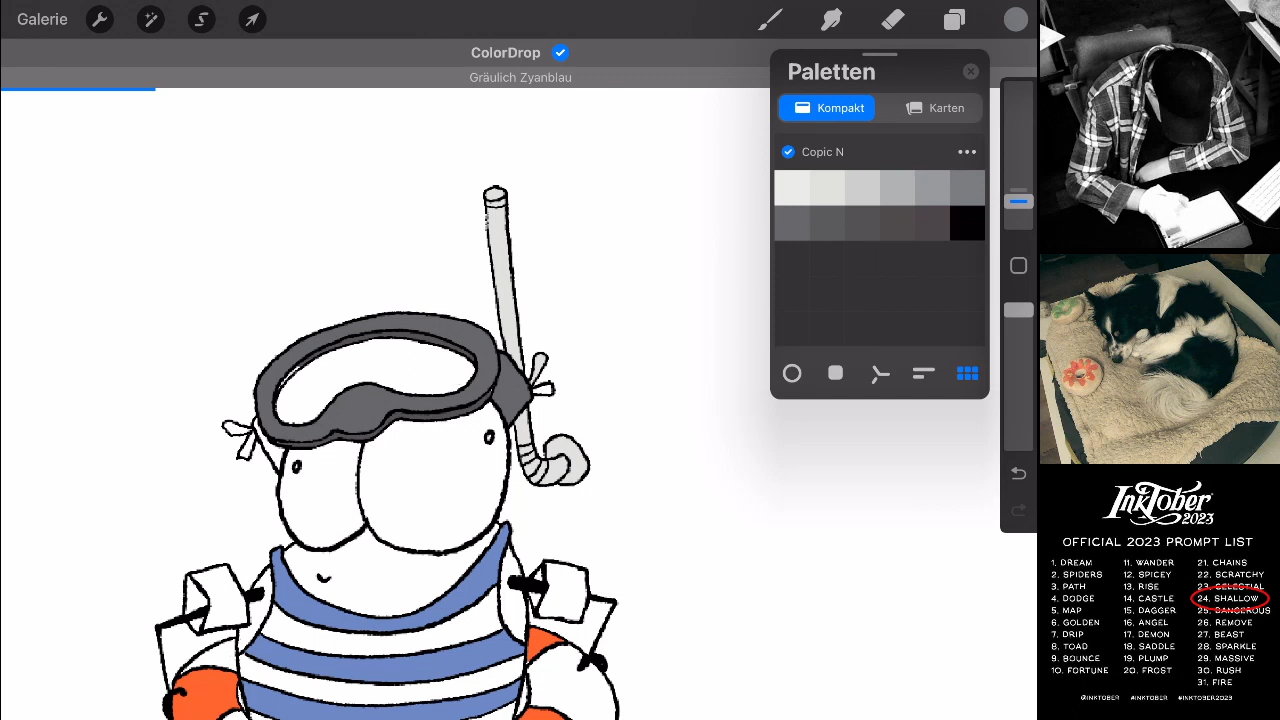 Galerie
ColorDrop
Gräulich Zyanblau
Paletten
Kompakt
Karten
Copic N
INKTOBER
2023
OFFICIAL 2023 PROMPT LIST
1. DREAM
2. SPIDERS
3. PATH
4. DODGE
5. MAP
6. GOLDEN
7. DRIP
8. TOAD
9. BOUNCE
10. FORTUNE
11. WANDER
12. SPICEY
13. RISE
14. CASTLE
15. DAGGER
16. ANGEL
17. DEMON
18. SADDLE
19. PLUMP
20. FROST
21. CHAINS
22. SCRATCHY
23. CELESTIAL
24. SHALLOW
25. DANGEROUS
26. REMOVE
27. BEAST
28. SPARKLE
29. MASSIVE
30. RUSH
31. FIRE
@INKTOBER #INKTOBER #INKTOBER2023